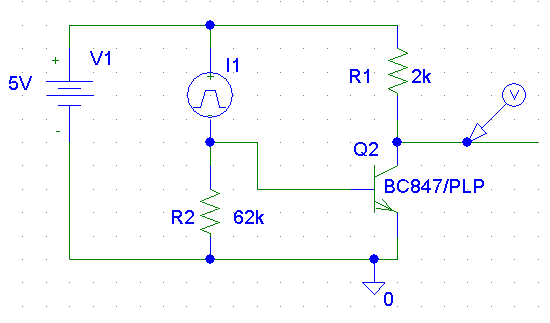 +
V1
5V
-
I1
+
R1
2k
V
Q2
BC847/PLP
R2
62k
0